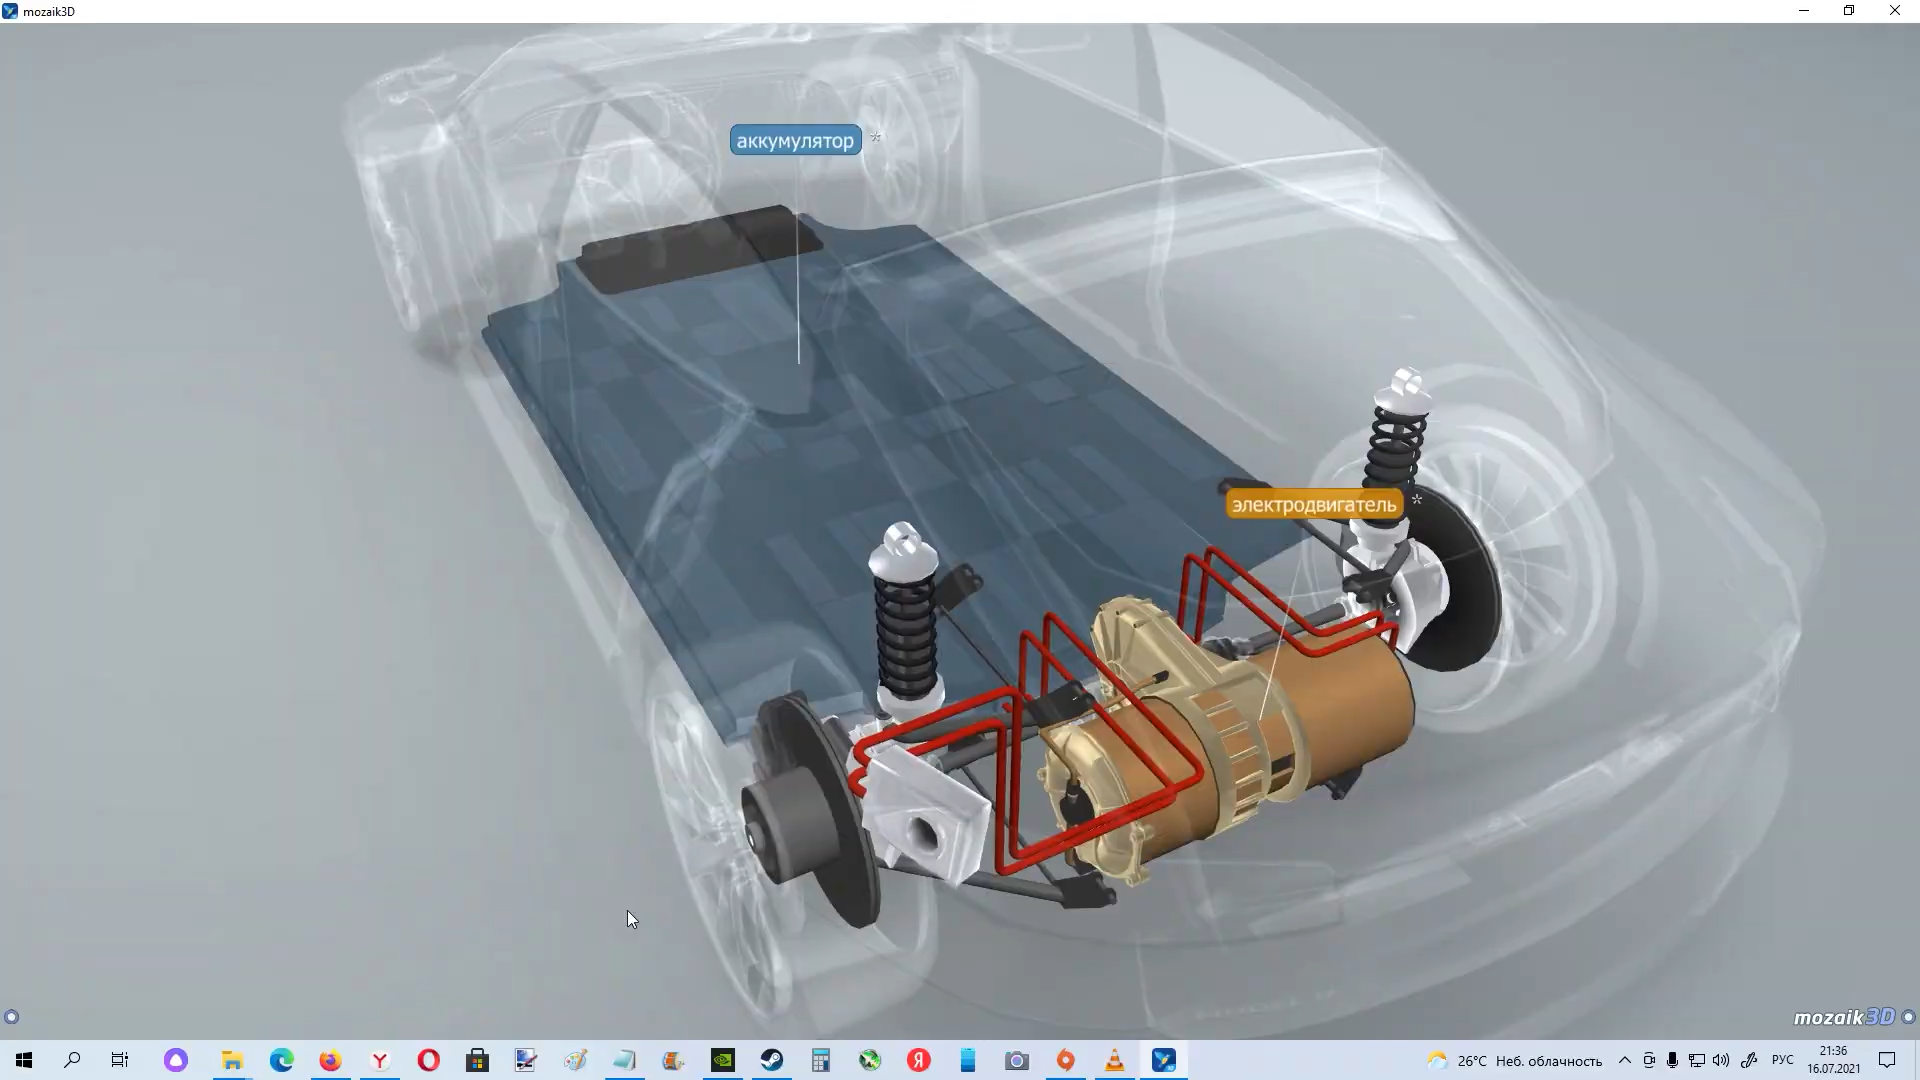 mozaik3D
аккумулятор *
электродвигатель *
mozaik3D
26°C Неб. облачность
РУС
21:36
16.07.2021